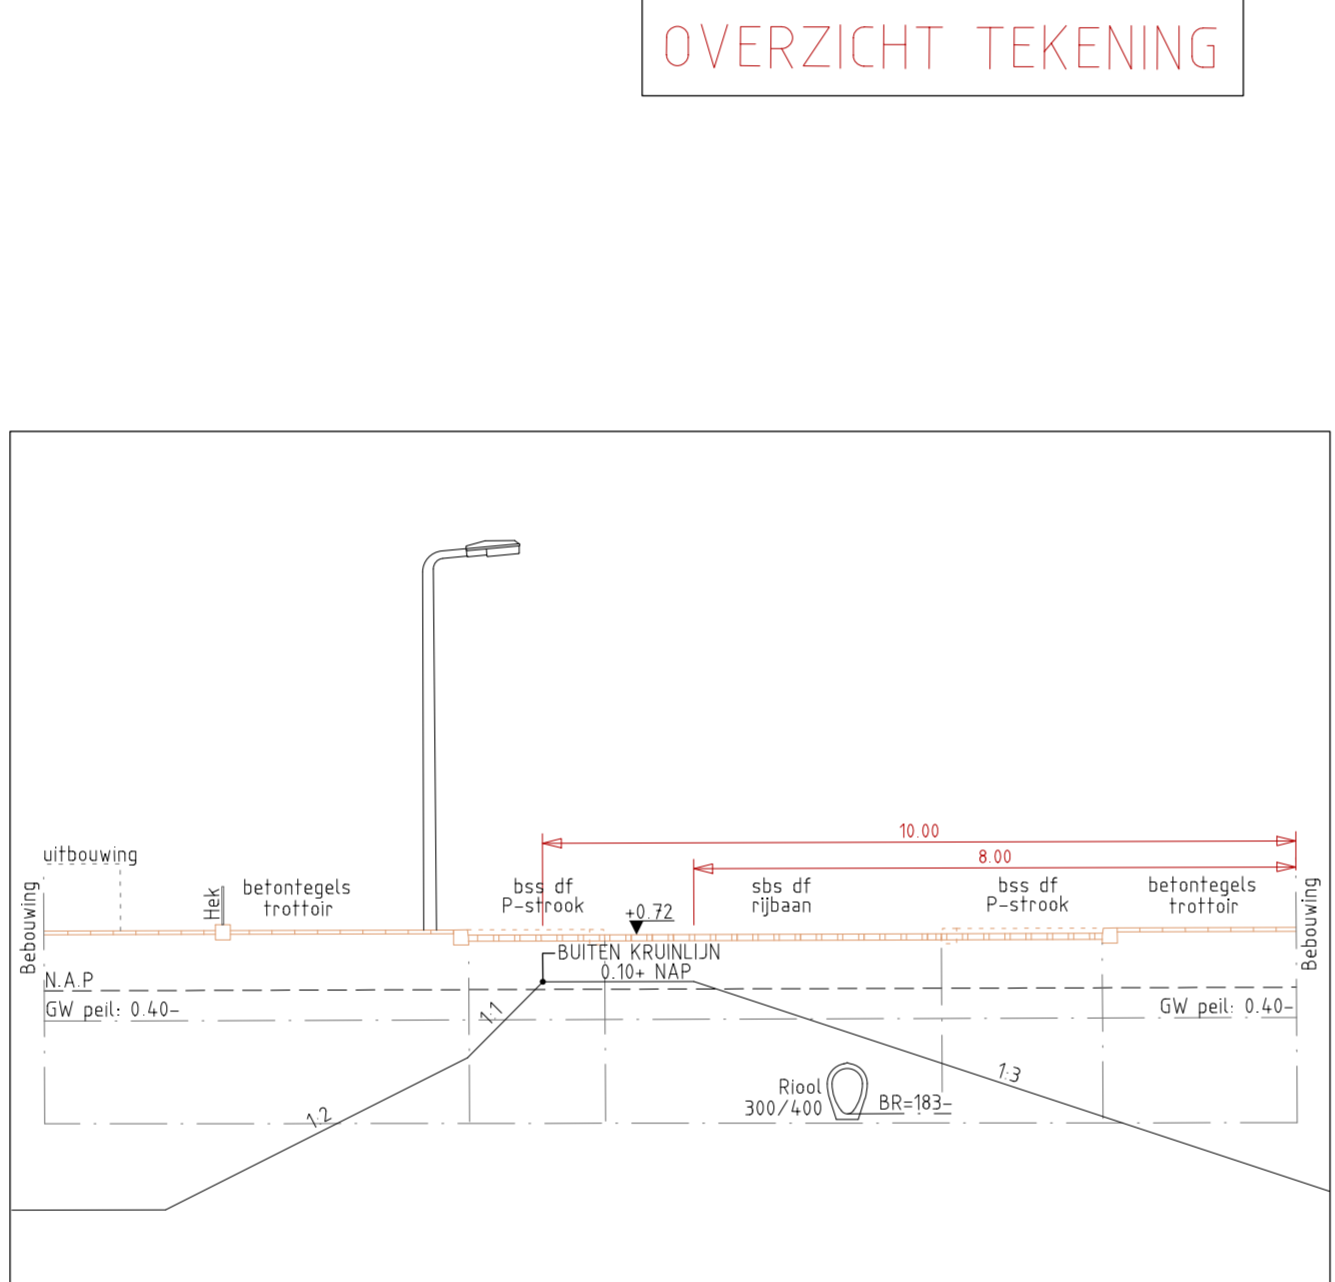 OVERZICHT TEKENING
10.00
8.00
uitbouwing
Bebouwing
Hek
betontegels
trottoir
bss df
P-strook
+0.72
sbs df
rijbaan
bss df
P-strook
betontegels
trottoir
Bebouwing
BUITEN KRUINLIJN
0.10+ NAP
N.A.P
GW peil: 0.40-
GW peil: 0.40-
1:1
1:2
1:3
Riool
300/400
BR=183-